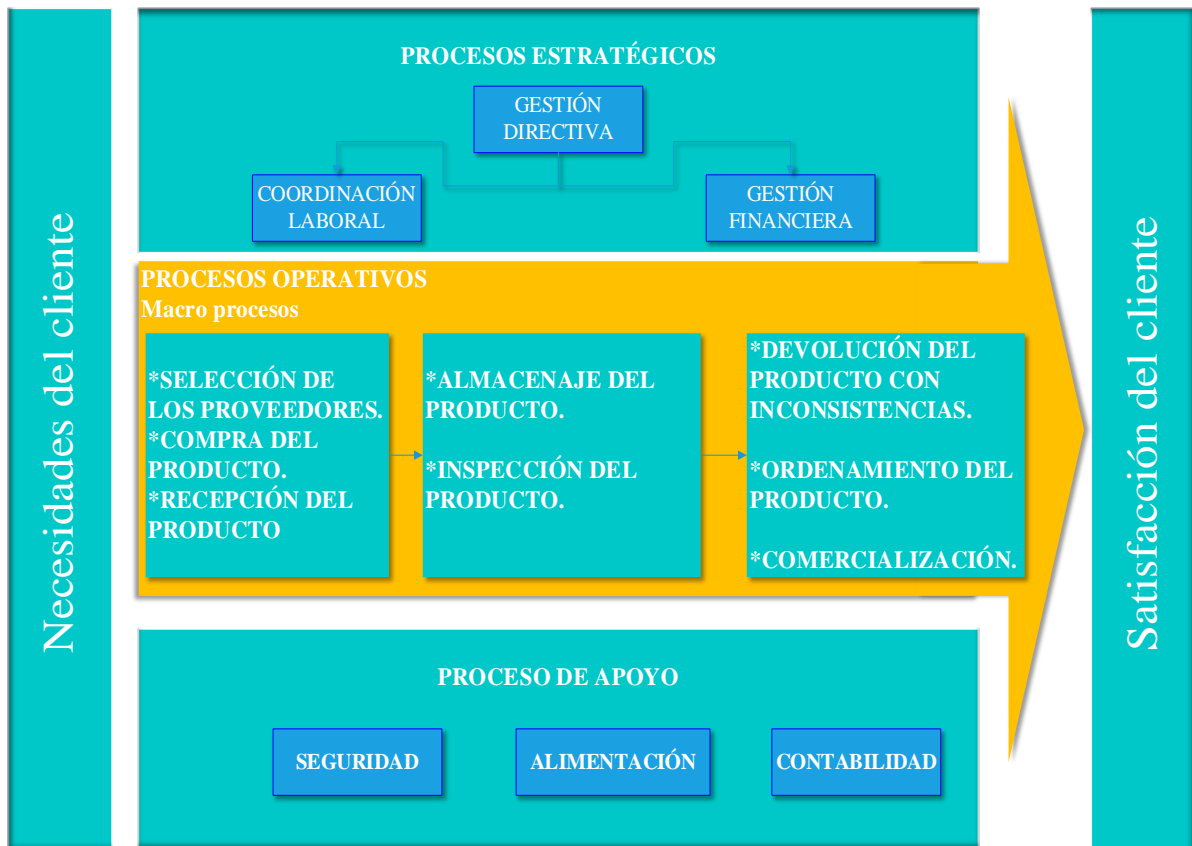 Necesidades del cliente
PROCESOS ESTRATÉGICOS
GESTIÓN
DIRECTIVA
COORDINACIÓN
LABORAL
GESTIÓN
FINANCIERA
PROCESOS OPERATIVOS
Macro procesos
*SELECCIÓN DE
LOS PROVEEDORES.
*COMPRA DEL
PRODUCTO.
*RECEPCIÓN DEL
PRODUCTO
*ALMACENAJE DEL
PRODUCTO.
*INSPECCIÓN DEL
PRODUCTO.
*DEVOLUCIÓN DEL
PRODUCTO CON
INCONSISTENCIAS.
*ORDENAMIENTO DEL
PRODUCTO.
*COMERCIALIZACIÓN.
PROCESO DE APOYO
SEGURIDAD
ALIMENTACIÓN
CONTABILIDAD
Satisfacción del cliente